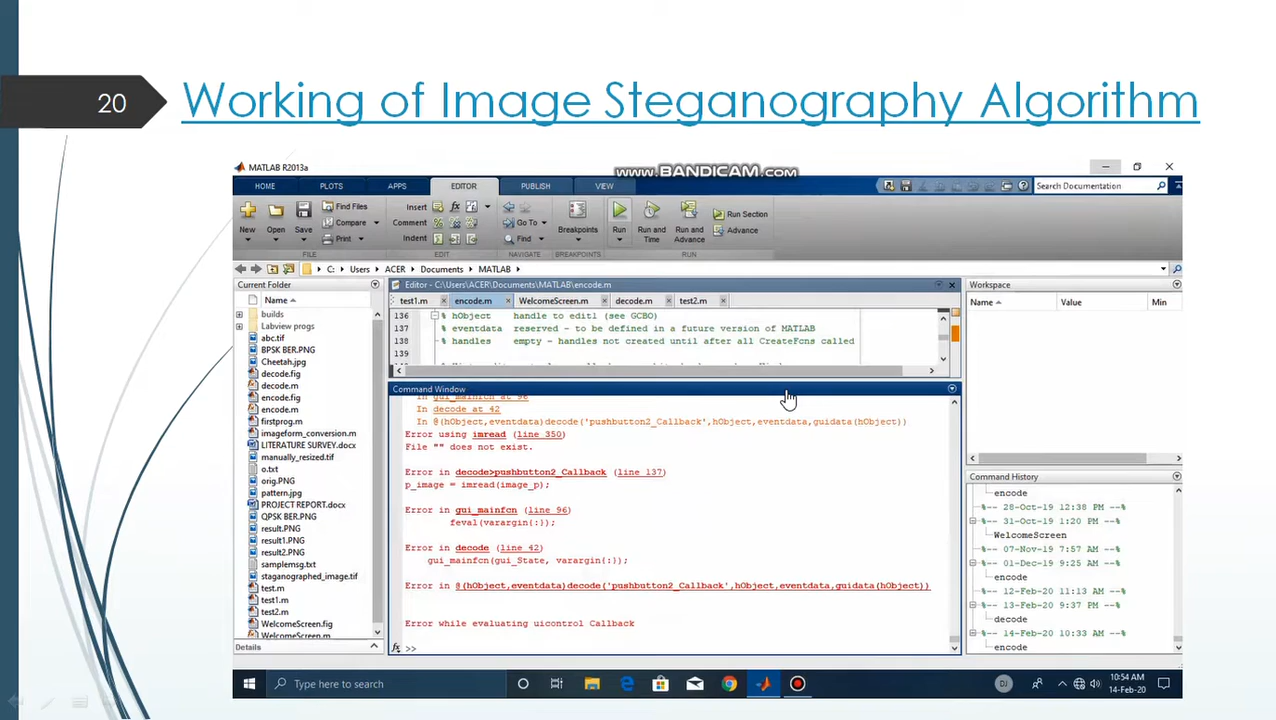 20
Working of Image Steganography Algorithm
MATLAB R2013a
www.BANDICAM.com
HOME PLOTS APPS EDITOR PUBLISH VIEW
Search Documentation
New Open Save
Find Files
Compare
Print
Insert
Comment
Indent
Go To
Find
Breakpoints
Run
Run and Time
Run and Advance
Run Section
Advance
FILE EDIT NAVIGATE BREAKPOINTS RUN
C: Users ACER Documents MATLAB
Current Folder
Name
builds
Labview progs
abc.tif
BPSK BER.PNG
Cheetah.jpg
decode.fig
decode.m
encode.fig
encode.m
firstprog.m
imageform_conversion.m
LITERATURE SURVEY.docx
manually_resized.tif
o.txt
orig.PNG
pattern.jpg
PROJECT REPORT.docx
QPSK BER.PNG
result.PNG
result1.PNG
result2.PNG
samplemsg.txt
staganographed_image.tif
test.m
test1.m
test2.m
WelcomeScreen.fig
WelcomeScreen.m
Details
Editor - C:\Users\ACER\Documents\MATLAB\encode.m
test1.m encode.m WelcomeScreen.m decode.m test2.m
136 % hObject handle to edit1 (see GCBO)
137 % eventdata reserved - to be defined in a future version of MATLAB
138 % handles empty - handles not created until after all CreateFcns called
139
Command Window
In gui_mainfcn at 96
In decode at 42
In @(hObject,eventdata)decode('pushbutton2_Callback',hObject,eventdata,guidata(hObject))
Error using imread (line 350)
File "" does not exist.
Error in decode>pushbutton2_Callback (line 137)
p_image = imread(image_p);
Error in gui_mainfcn (line 96)
feval(varargin{:});
Error in decode (line 42)
gui_mainfcn(gui_State, varargin{:});
Error in @(hObject,eventdata)decode('pushbutton2_Callback',hObject,eventdata,guidata(hObject))
Error while evaluating uicontrol Callback
fx >>
Workspace
Name Value Min
Command History
encode
%-- 28-Oct-19 12:38 PM --%
%-- 31-Oct-19 1:20 PM --%
WelcomeScreen
%-- 07-Nov-19 7:57 AM --%
%-- 01-Dec-19 9:25 AM --%
encode
%-- 12-Feb-20 11:13 AM --%
%-- 13-Feb-20 9:37 PM --%
decode
%-- 14-Feb-20 10:33 AM --%
encode
Type here to search
DJ
10:54 AM
14-Feb-20